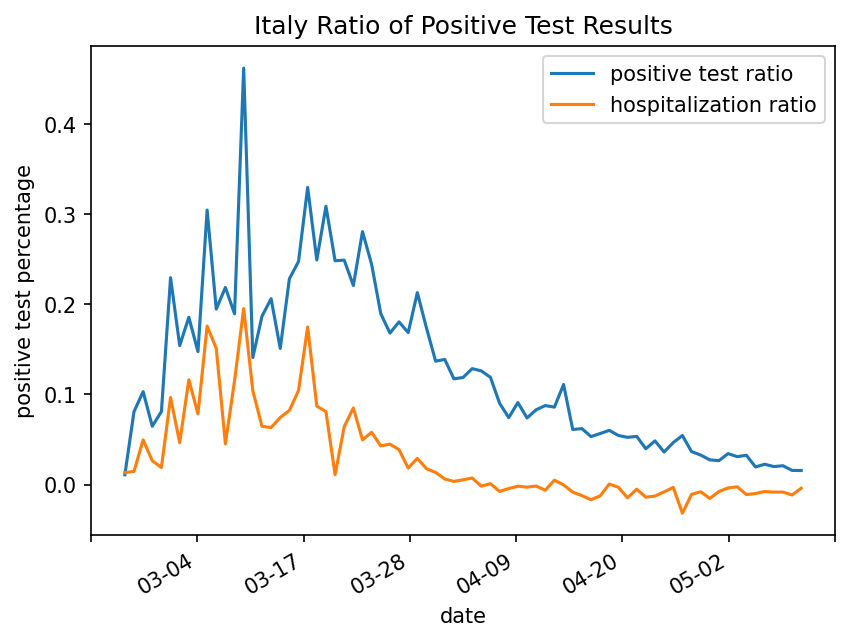 Italy Ratio of Positive Test Results
positive test ratio
hospitalization ratio
positive test percentage
0.4
0.3
0.2
0.1
0.0
03-04
03-17
03-28
04-09
04-20
05-02
date